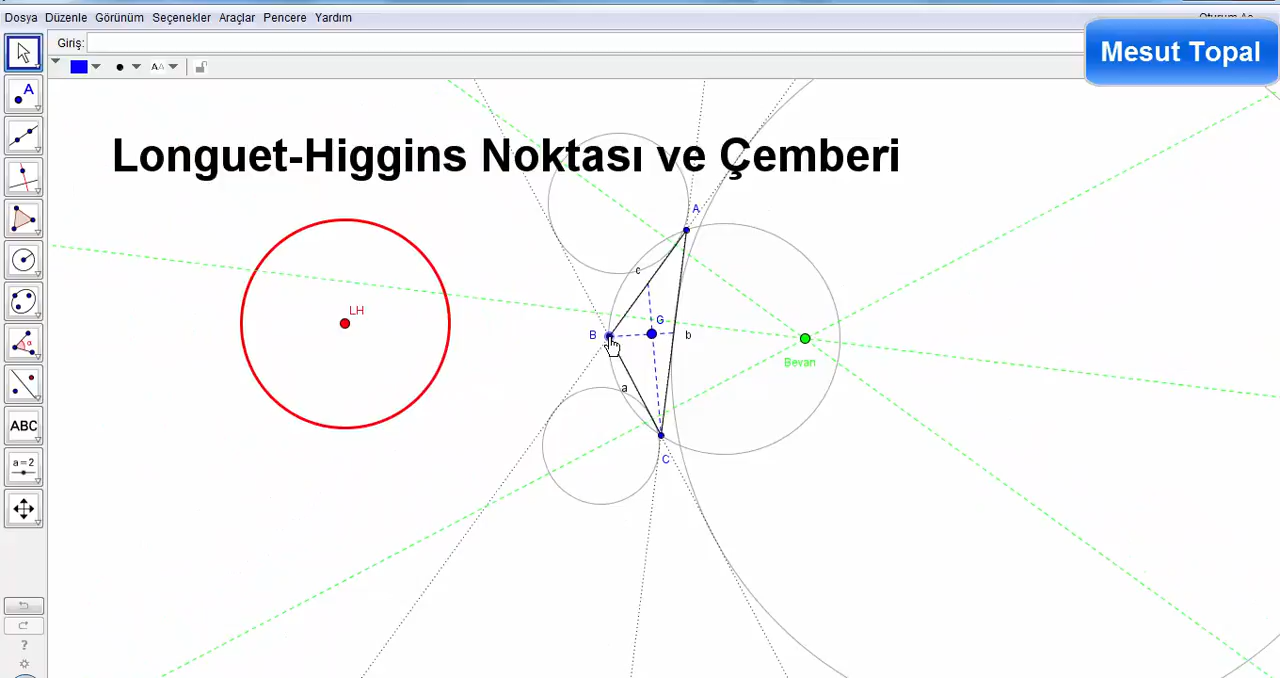 Dosya Düzenle Görünüm Seçenekler Araçlar Pencere Yardım
Mesut Topal
Giriş:
A
AA
Longuet-Higgins Noktası ve Çemberi
A
c
LH
G
B
b
Bevan
a
α
C
ABC
a=2
?